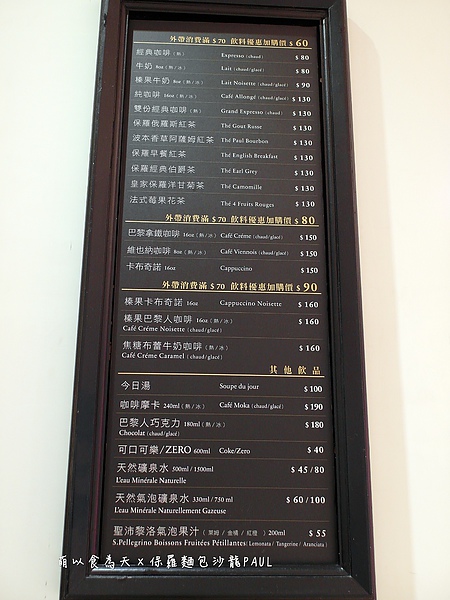 外帶消費滿 $70 飲料優惠加購價 $60
經典咖啡 (熱) Espresso (chaud) $80
牛奶 8oz (熱/冰) Lait (chaud/glacé) $80
榛果牛奶 8oz (熱/冰) Lait Noisette (chaud/glacé) $90
純咖啡 16oz (熱/冰) Café Allongé (chaud/glacé) $130
雙份經典咖啡 (熱) Grand Espresso (chaud) $130
保羅俄羅斯紅茶 Thé Gout Russe $130
波本香草阿薩姆紅茶 Thé Paul Bourbon $130
保羅早餐紅茶 Thé English Breakfast $130
保羅經典伯爵茶 Thé Earl Grey $130
皇家保羅洋甘菊茶 Thé Camomille $130
法式莓果花茶 Thé 4 Fruits Rouges $130
外帶消費滿 $70 飲料優惠加購價 $80
巴黎拿鐵咖啡 16oz (熱/冰) Café Créme (chaud/glacé) $150
維也納咖啡 8oz (熱/冰) Café Viennois (chaud/glacé) $150
卡布奇諾 16oz Cappuccino $150
外帶消費滿 $70 飲料優惠加購價 $90
榛果卡布奇諾 16oz Cappuccino Noisette $160
榛果巴黎人咖啡 16oz (熱/冰) $160
Café Créme Noisette (chaud/glacé)
焦糖布蕾牛奶咖啡 (熱/冰) $160
Café Créme Caramel (chaud/glacé)
其他飲品
今日湯 Soupe du jour $100
咖啡摩卡 240ml (熱/冰) Café Moka (chaud/glacé) $190
巴黎人巧克力 180ml (熱/冰) $180
Chocolat (chaud/glacé)
可口可樂/ZERO 600ml Coke/Zero $40
天然礦泉水 500ml / 1500ml $45/80
L'eau Minérale Naturelle
天然氣泡礦泉水 330ml / 750 ml $60/100
L'eau Minérale Naturellement Gazeuse
聖沛黎洛氣泡果汁 (萊姆 / 金橘 / 紅橙) 200ml $55
S.Pellegrino Boissons Fruitées Pétillantes (Lemonata / Tangerine / Aranciata)
以食為天 x 保羅麵包沙龍PAUL